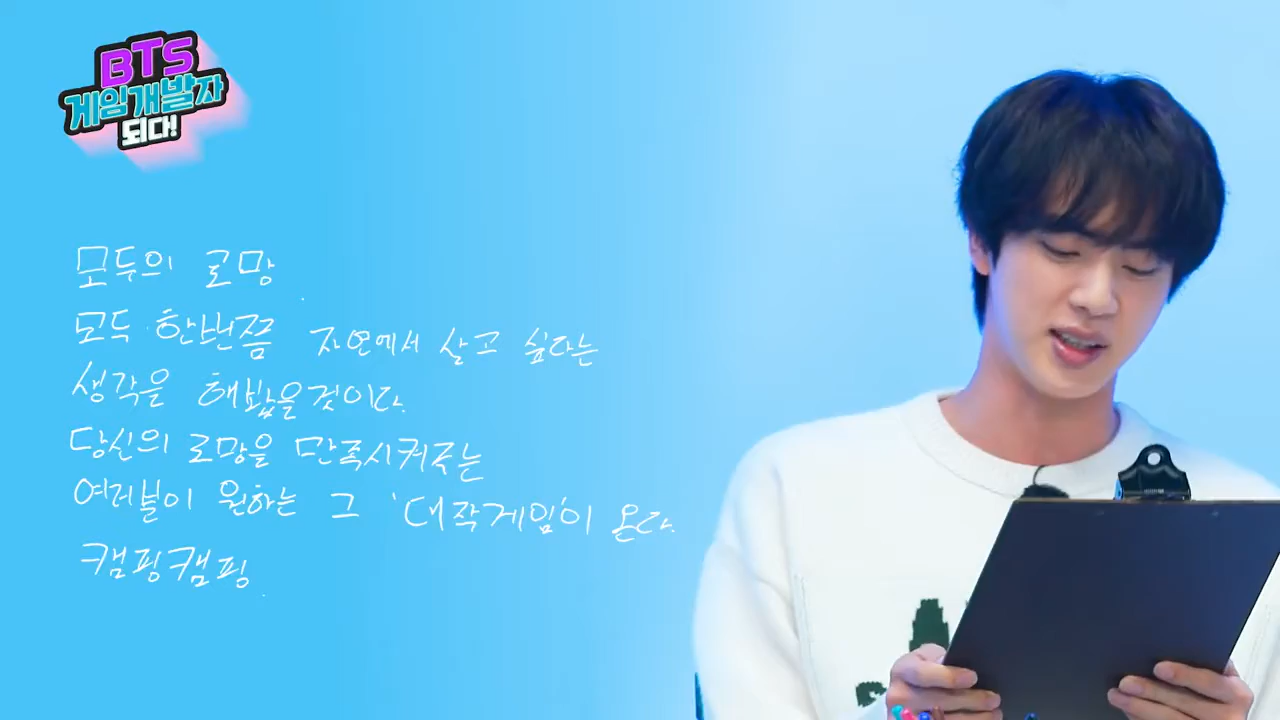 BTS
게임개발자
되다!
모두의 로망
모두 한번쯤 자연에서 살고 싶다는
생각을 해봤을것이다.
당신의 로망을 만족시켜주는
여러분이 원하는 그 '대작게임'이 온다.
캠핑캠핑.